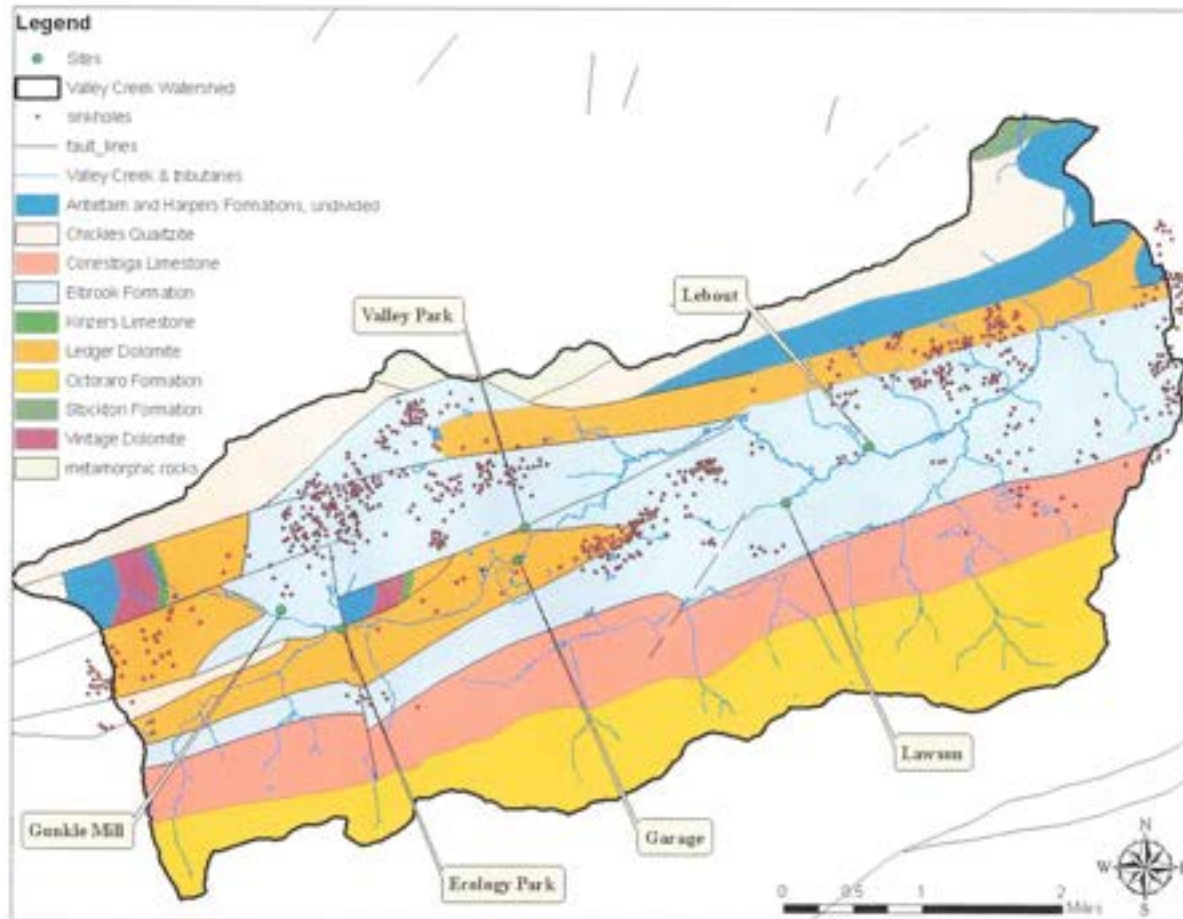 Legend
Sites
Valley Creek Watershed
sinkholes
fault_lines
Valley Creek & tributaries
Antietam and Harpers Formations, undivided
Chickies Quartzite
Conestoga Limestone
Elbrook Formation
Kinzers Limestone
Ledger Dolomite
Octoraro Formation
Stockton Formation
Vintage Dolomite
metamorphic rocks
Lebout
Valley Park
Lawson
Gunkle Mill
Garage
Ecology Park
N
W
E
S
0 0.5 1 2
Miles